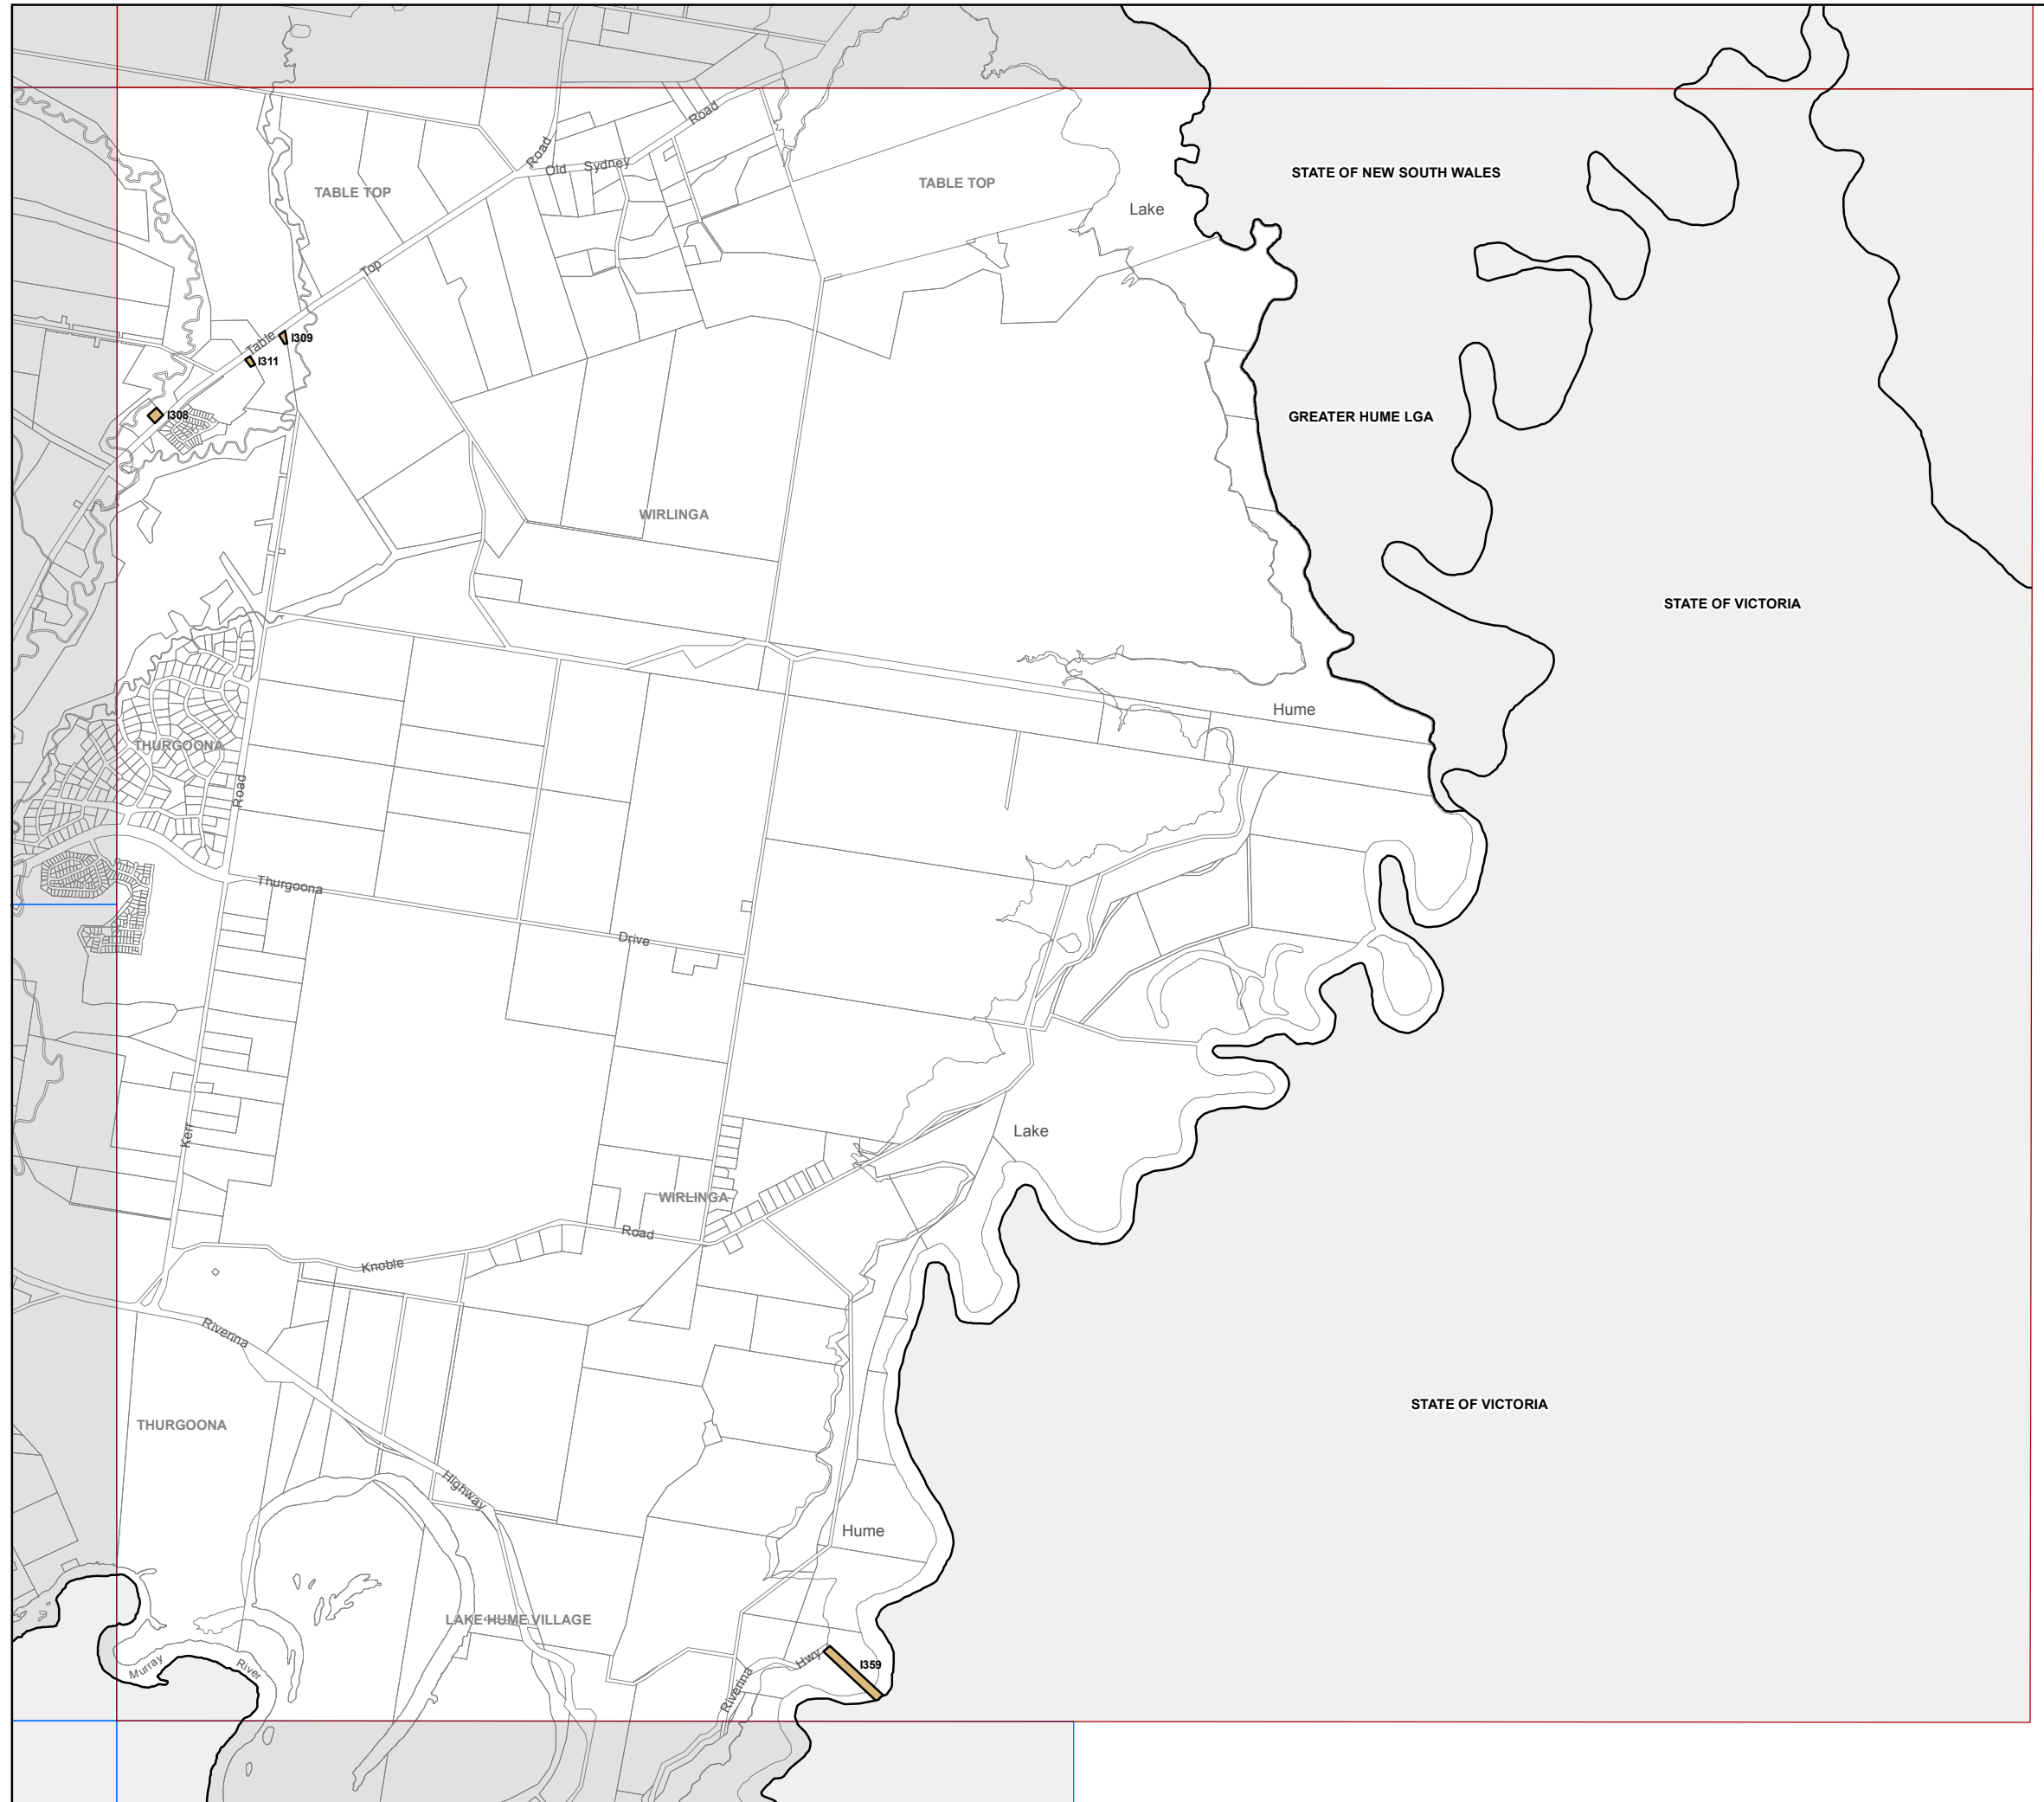 Road
Road
Old Sydney
STATE OF NEW SOUTH WALES
TABLE TOP
TABLE TOP
Lake
Top
Table
I309
I311
I308
GREATER HUME LGA
WIRLINGA
STATE OF VICTORIA
Hume
THURGOONA
Road
Thurgoona
Drive
Lake
Kerr
WIRLINGA
Road
Knoble
Riverina
STATE OF VICTORIA
THURGOONA
Highway
Hume
LAKE HUME VILLAGE
Hwy
I359
Murray
River
Riverina